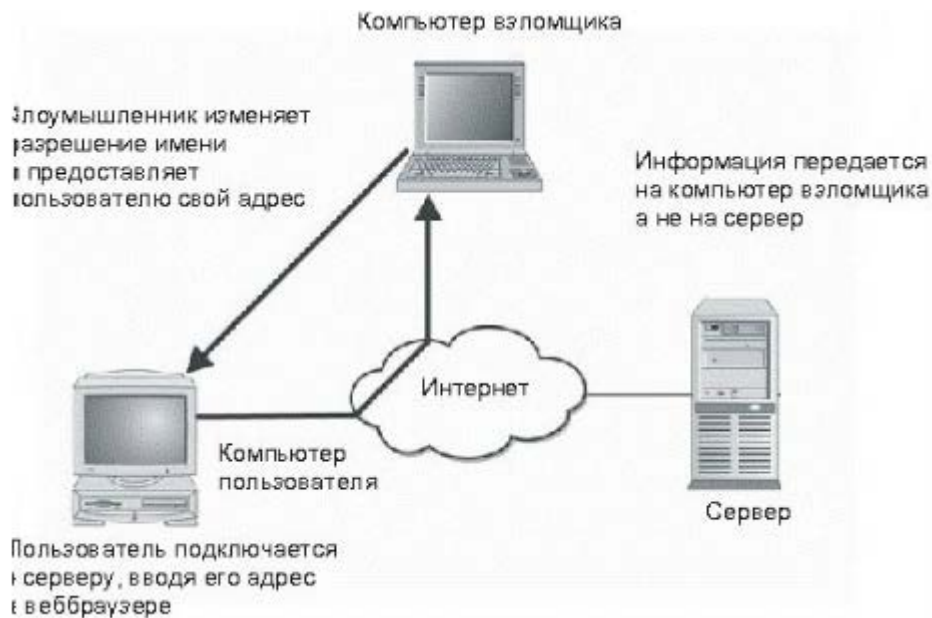 Компьютер взломщика
Злоумышленник изменяет
разрешение имени
и предоставляет
пользователю свой адрес
Информация передается
на компьютер взломщика
а не на сервер
Интернет
Компьютер
пользователя
Сервер
Пользователь подключается
к серверу, вводя его адрес
в веббраузере